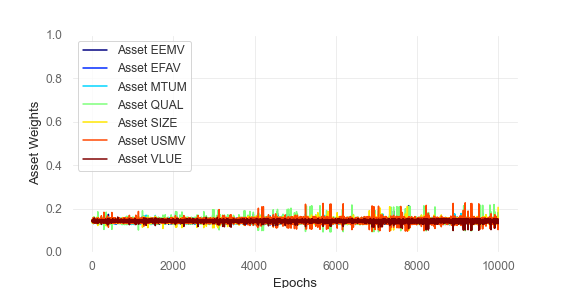 1.0
0.8
0.6
0.4
0.2
0.0
Asset Weights
Asset EEMV
Asset EFAV
Asset MTUM
Asset QUAL
Asset SIZE
Asset USMV
Asset VLUE
0 2000 4000 6000 8000 10000
Epochs